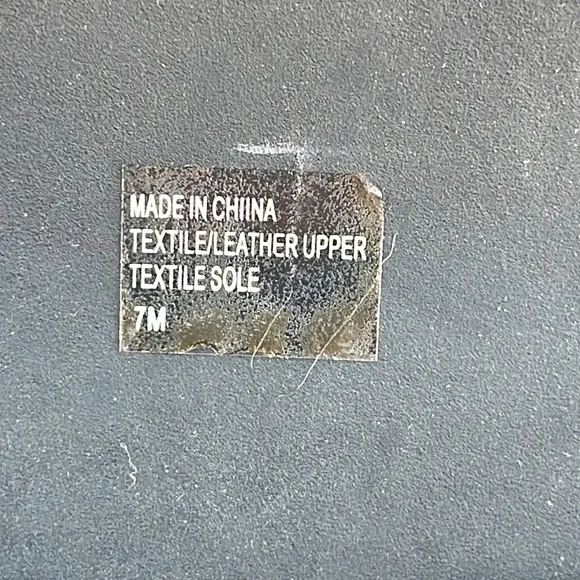 MADE IN CHIINA
TEXTILE/LEATHER UPPER
TEXTILE SOLE
7M